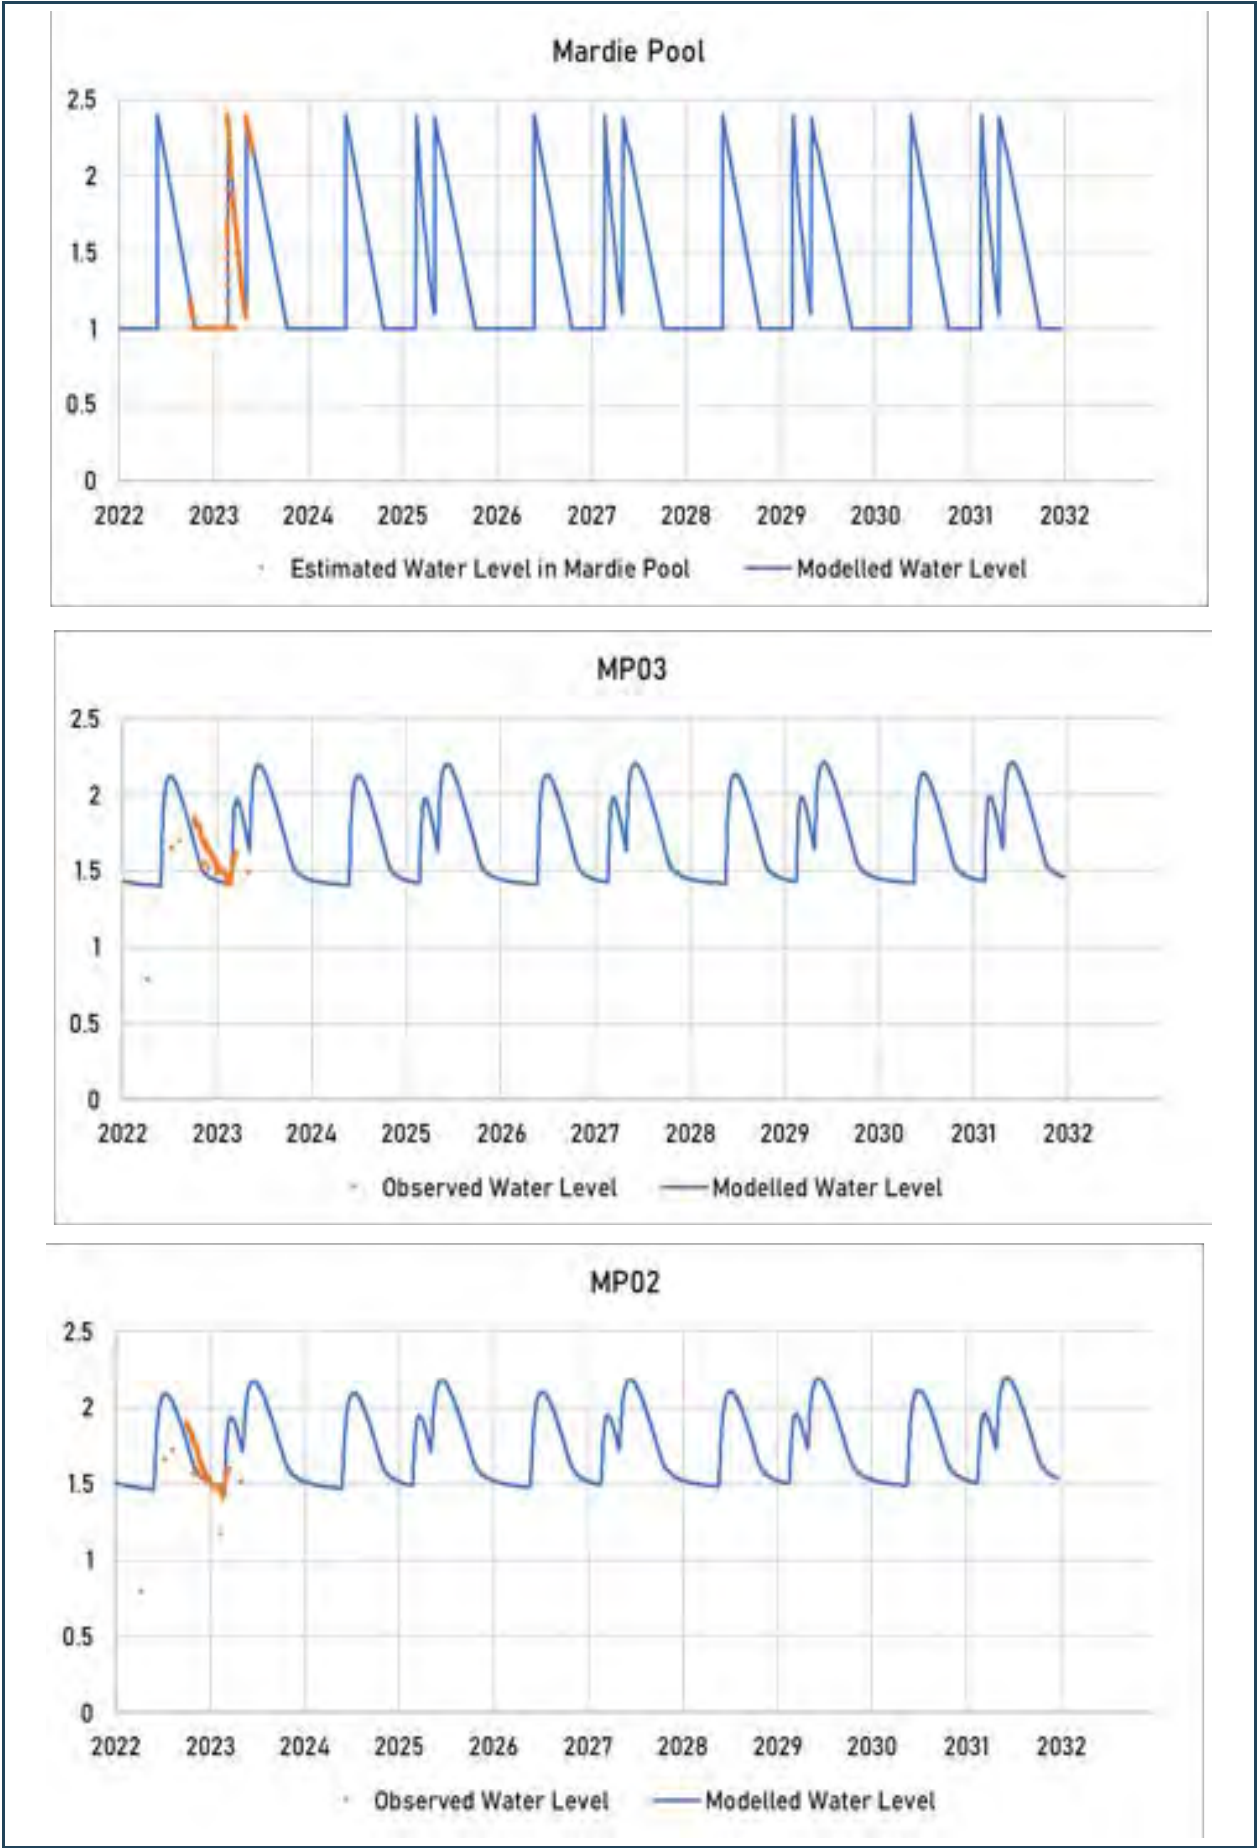 Mardie Pool
2.5
2
1.5
1
0.5
0
2022 2023 2024 2025 2026 2027 2028 2029 2030 2031 2032
Estimated Water Level in Mardie Pool Modelled Water Level
MP03
2.5
2
1.5
1
0.5
0
2022 2023 2024 2025 2026 2027 2028 2029 2030 2031 2032
Observed Water Level Modelled Water Level
MP02
2.5
2
1.5
1
0.5
0
2022 2023 2024 2025 2026 2027 2028 2029 2030 2031 2032
Observed Water Level Modelled Water Level